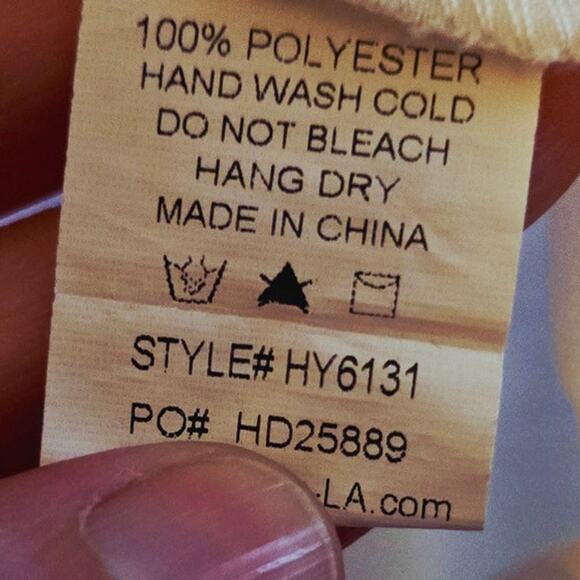 100% POLYESTER
HAND WASH COLD
DO NOT BLEACH
HANG DRY
MADE IN CHINA
STYLE# HY6131
PO# HD25889
-LA.com